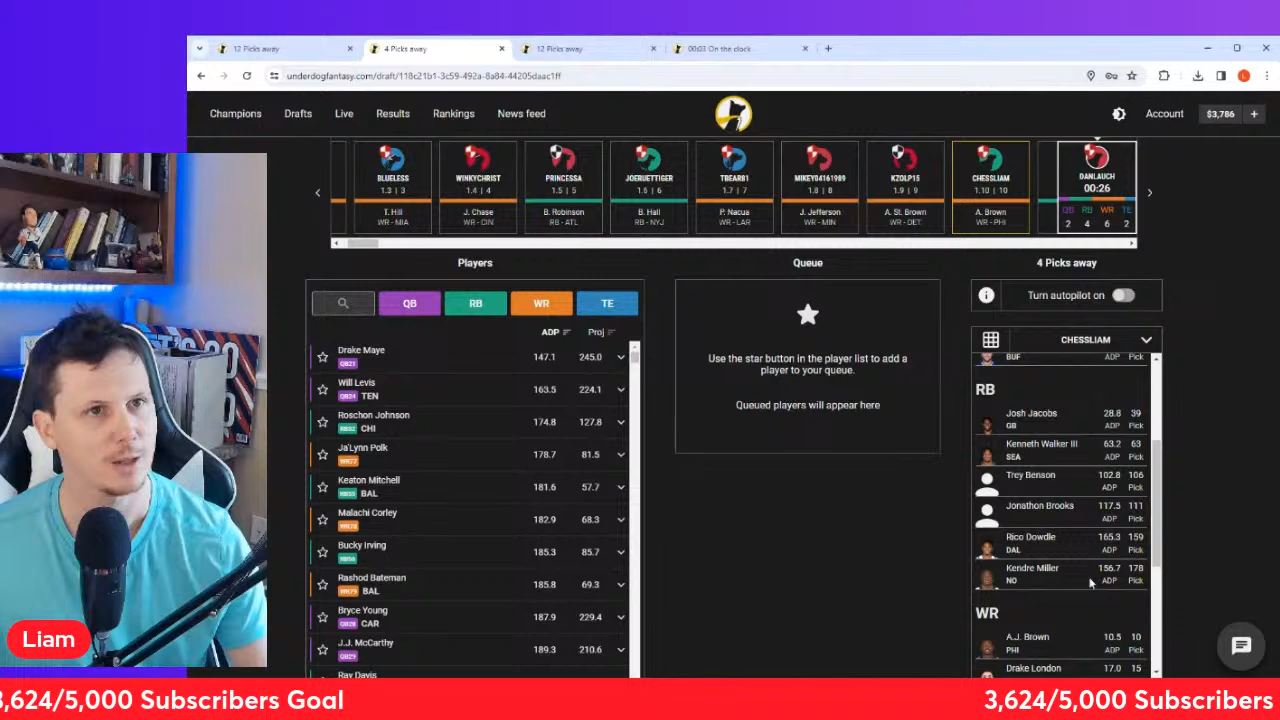 12 Picks away
4 Picks away
12 Picks away
00:03 On the clock
underdogfantasy.com/draft/118c21b1-3c59-492a-8a84-44205daac1ff
L
Champions
Drafts
Live
Results
Rankings
News feed
Account
$3,786
+
BLUELESS
1.3 | 3
T. Hill
WR - MIA
WINKYCHRIST
1.4 | 4
J. Chase
WR - CIN
PRINCESSA
1.5 | 5
B. Robinson
RB - ATL
JOERUETTIGER
1.6 | 6
B. Hall
RB - NYJ
TBEAR81
1.7 | 7
P. Nacua
WR - LAR
MIKEY04161989
1.8 | 8
J. Jefferson
WR - MIN
KZOLP15
1.9 | 9
A. St. Brown
WR - DET
CHESSLIAM
1.10 | 10
A. Brown
WR - PHI
DANLAUCH
00:26
QB RB WR TE
2 4 6 2
Players
QB
RB
WR
TE
ADP
Proj
Drake Maye
QB21
147.1
245.0
Will Levis
QB24 TEN
163.5
224.1
Roschon Johnson
CHI
174.8
127.8
Ja'Lynn Polk
WR77
178.7
81.5
Keaton Mitchell
BAL
181.6
57.7
Malachi Corley
WR78
182.9
68.3
Bucky Irving
185.3
85.7
Rashod Bateman
WR79 BAL
185.8
69.3
Bryce Young
QB28 CAR
187.9
229.4
J.J. McCarthy
QB29
189.3
210.6
Ray Davis
Queue
Use the star button in the player list to add a
player to your queue.
Queued players will appear here
4 Picks away
Turn autopilot on
CHESSLIAM
BUF
ADP
Pick
RB
Josh Jacobs
28.8
39
GB
ADP
Pick
Kenneth Walker III
63.2
63
SEA
ADP
Pick
Trey Benson
102.8
106
ADP
Pick
Jonathon Brooks
117.5
111
ADP
Pick
Rico Dowdle
165.3
159
DAL
ADP
Pick
Kendre Miller
156.7
178
NO
ADP
Pick
WR
A.J. Brown
10.5
10
PHI
ADP
Pick
Drake London
17.0
15
Liam
3,624/5,000 Subscribers Goal
3,624/5,000 Subscribers